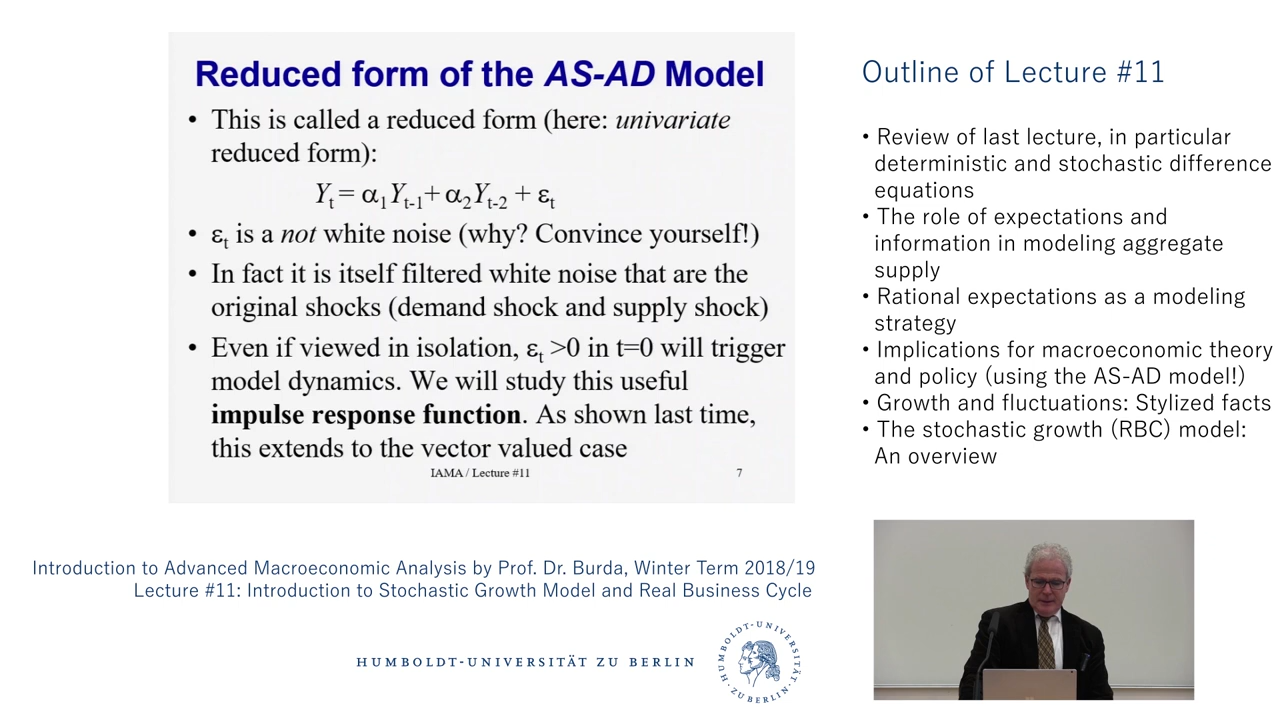 Reduced form of the AS-AD Model
• This is called a reduced form (here: univariate
reduced form):
Yt = α1Yt-1+ α2Yt-2 + εt
• εt is a not white noise (why? Convince yourself!)
• In fact it is itself filtered white noise that are the
original shocks (demand shock and supply shock)
• Even if viewed in isolation, εt >0 in t=0 will trigger
model dynamics. We will study this useful
impulse response function. As shown last time,
this extends to the vector valued case
IAMA / Lecture #11
7
Outline of Lecture #11
• Review of last lecture, in particular
deterministic and stochastic difference
equations
• The role of expectations and
information in modeling aggregate
supply
• Rational expectations as a modeling
strategy
• Implications for macroeconomic theory
and policy (using the AS-AD model!)
• Growth and fluctuations: Stylized facts
• The stochastic growth (RBC) model:
An overview
Introduction to Advanced Macroeconomic Analysis by Prof. Dr. Burda, Winter Term 2018/19
Lecture #11: Introduction to Stochastic Growth Model and Real Business Cycle
HUMBOLDT-UNIVERSITÄT ZU BERLIN
HUMBOLDT-UNIVERSITÄT · ZU BERLIN ·